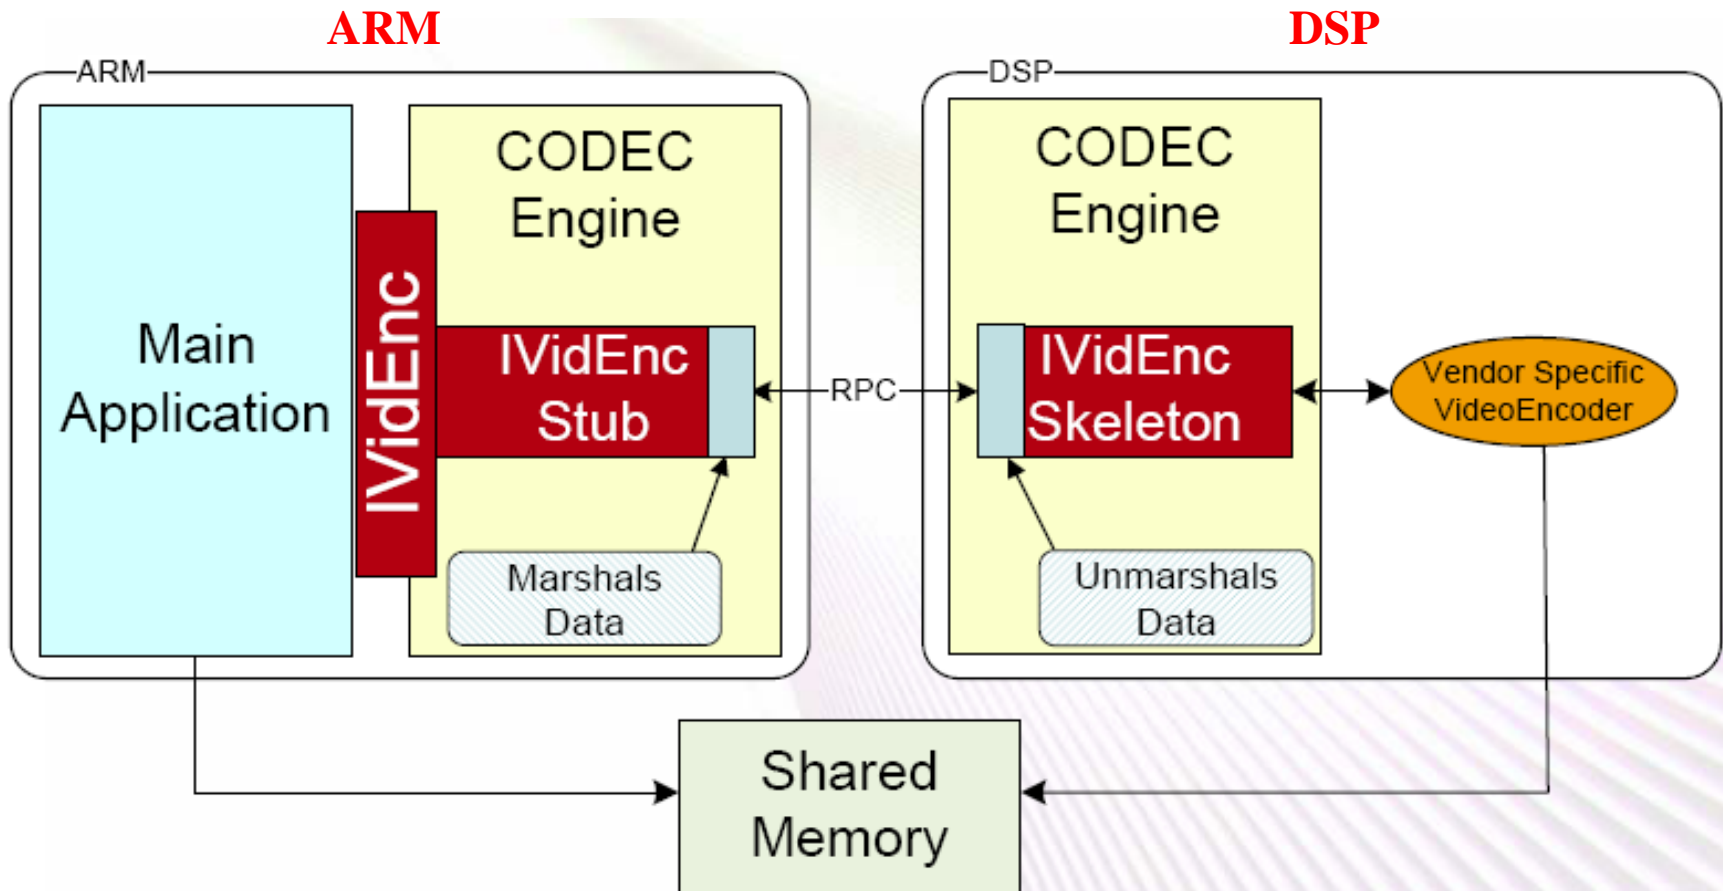 ARM
DSP
ARM
DSP
Main
Application
IVidEnc
CODEC
Engine
IVidEnc
Stub
Marshals
Data
RPC
CODEC
Engine
IVidEnc
Skeleton
Unmarshals
Data
Vendor Specific
VideoEncoder
Shared
Memory